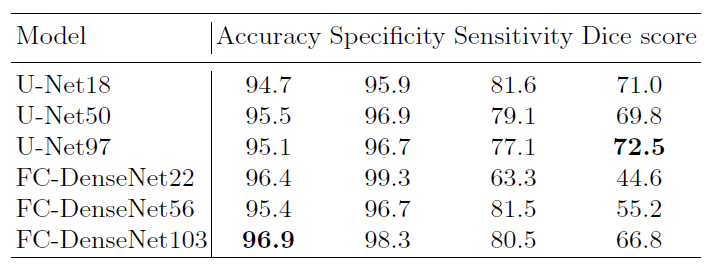 Model Accuracy Specificity Sensitivity Dice score
U-Net18 94.7 95.9 81.6 71.0
U-Net50 95.5 96.9 79.1 69.8
U-Net97 95.1 96.7 77.1 72.5
FC-DenseNet22 96.4 99.3 63.3 44.6
FC-DenseNet56 95.4 96.7 81.5 55.2
FC-DenseNet103 96.9 98.3 80.5 66.8